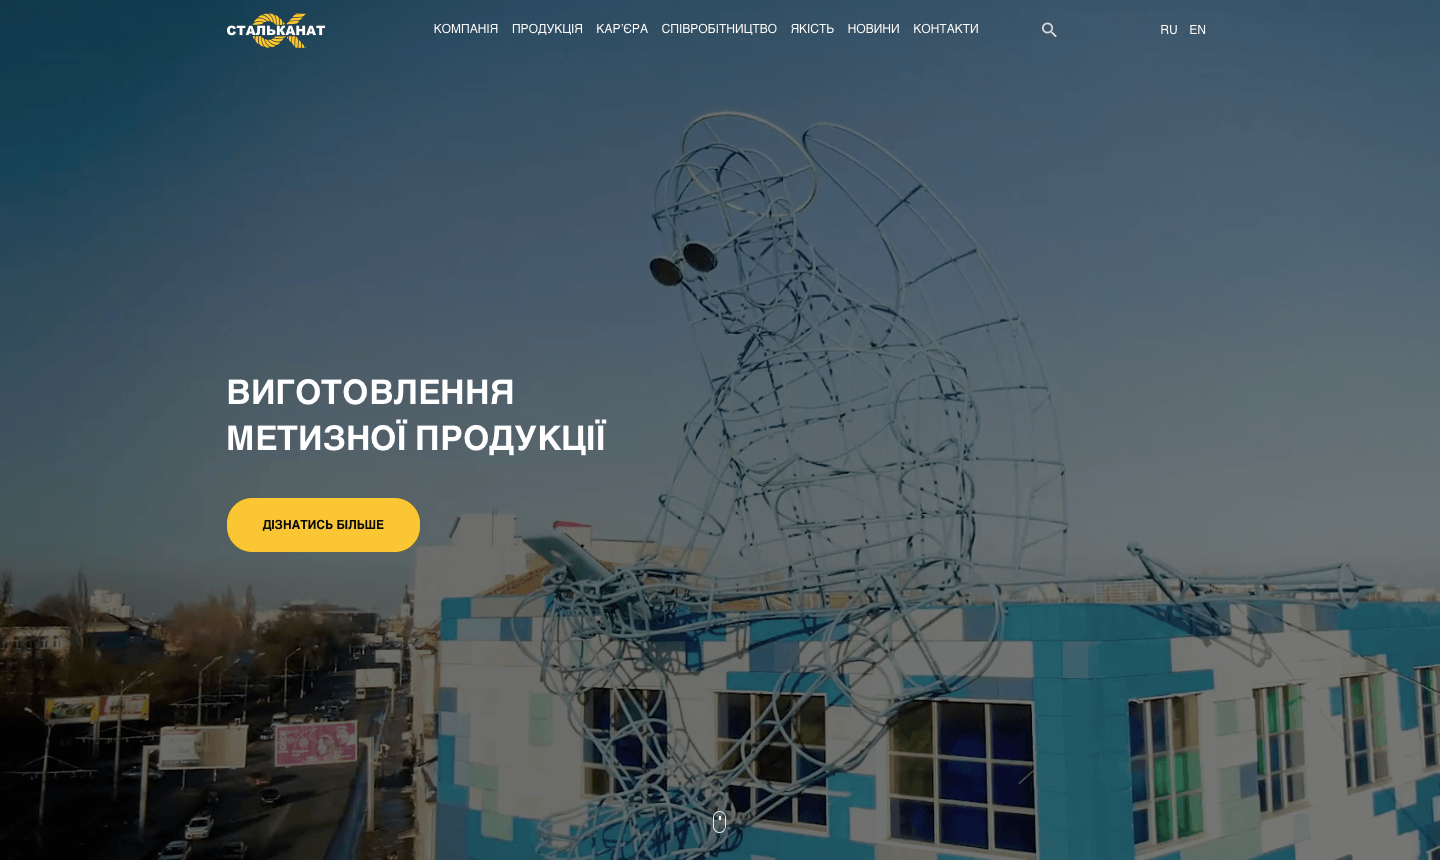 СТАЛЬКАНАТ
КОМПАНІЯ ПРОДУКЦІЯ КАР'ЄРА СПІВРОБІТНИЦТВО ЯКІСТЬ НОВИНИ КОНТАКТИ
RU EN
ВИГОТОВЛЕННЯ
МЕТИЗНОЇ ПРОДУКЦІЇ
ДІЗНАТИСЬ БІЛЬШЕ